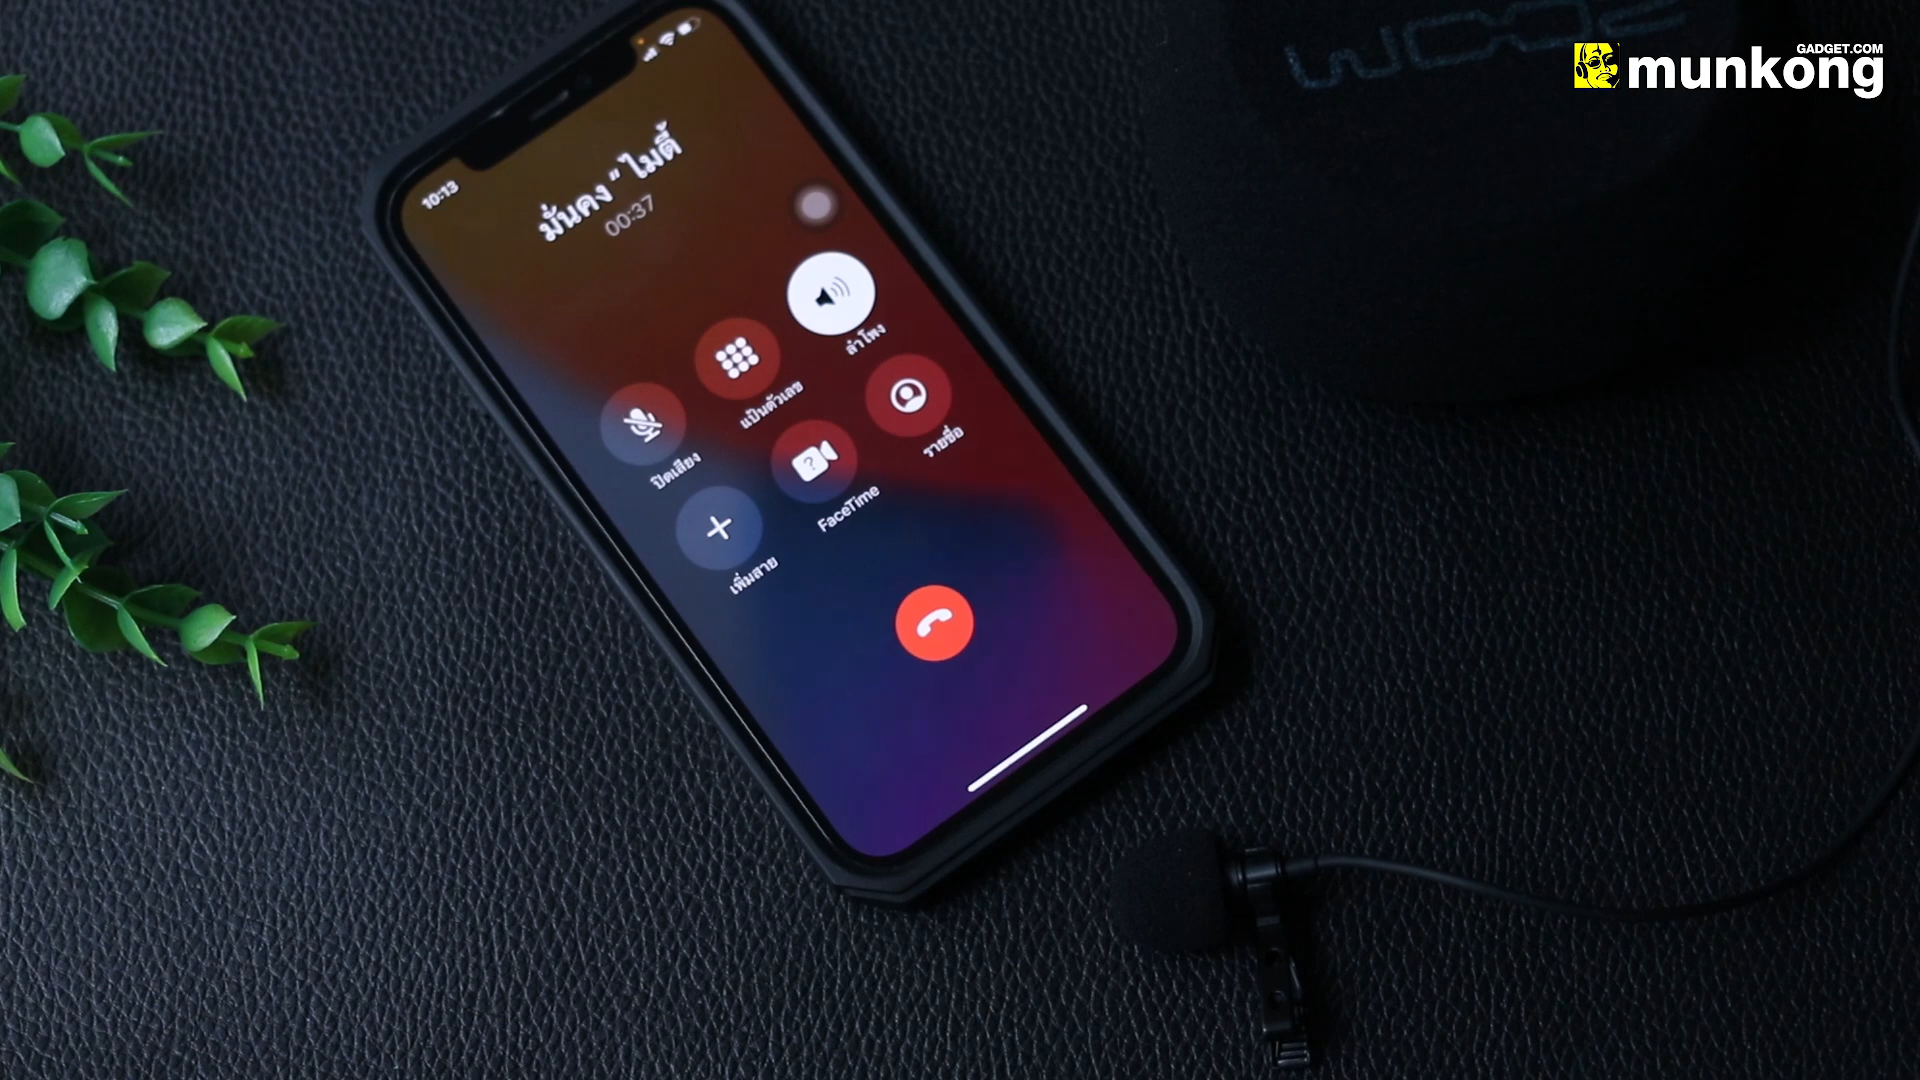 10:13
มั่นคง "ไมตี้
00:37
ปิดเสียง
แป้นตัวเลข
ลำโพง
เพิ่มสาย
FaceTime
รายชื่อ
GADGET.COM
munkong